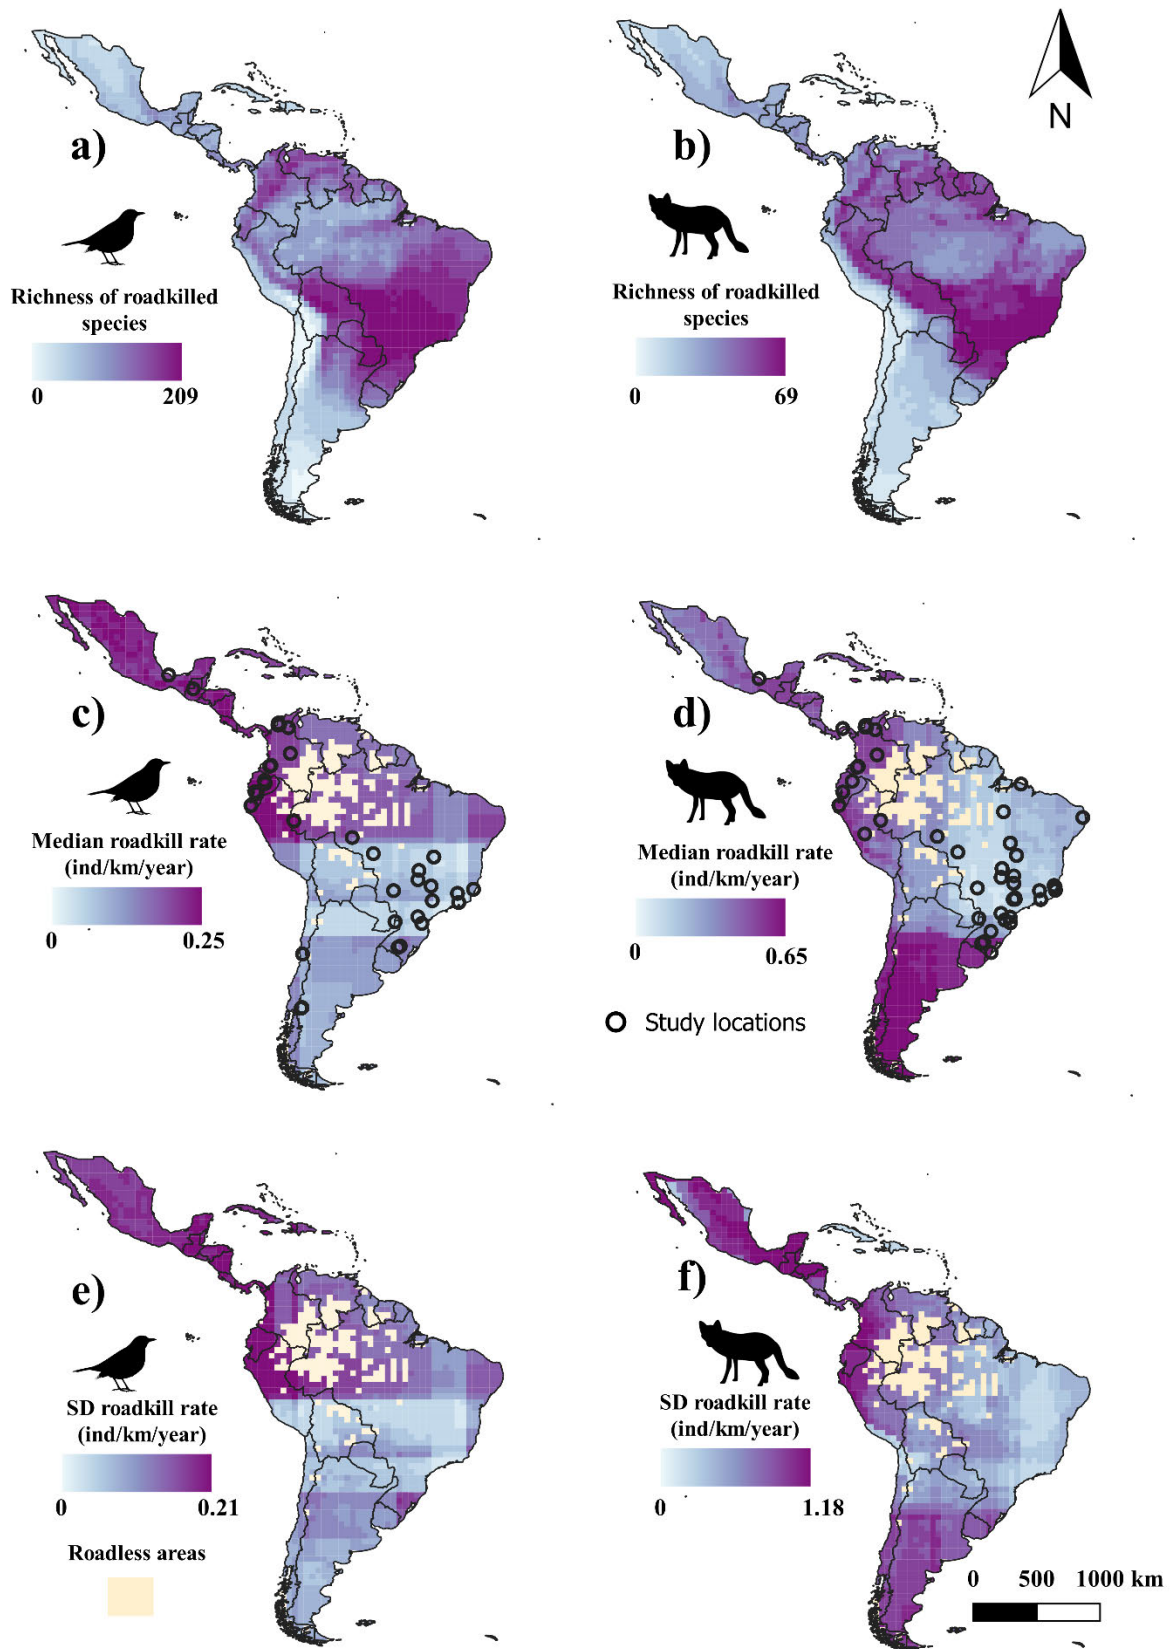 N
a)
b)
Richness of roadkilled
species
0 209
Richness of roadkilled
species
0 69
c)
d)
Median roadkill rate
(ind/km/year)
0 0.25
Median roadkill rate
(ind/km/year)
0 0.65
Study locations
e)
f)
SD roadkill rate
(ind/km/year)
0 0.21
Roadless areas
SD roadkill rate
(ind/km/year)
0 1.18
0 500 1000 km